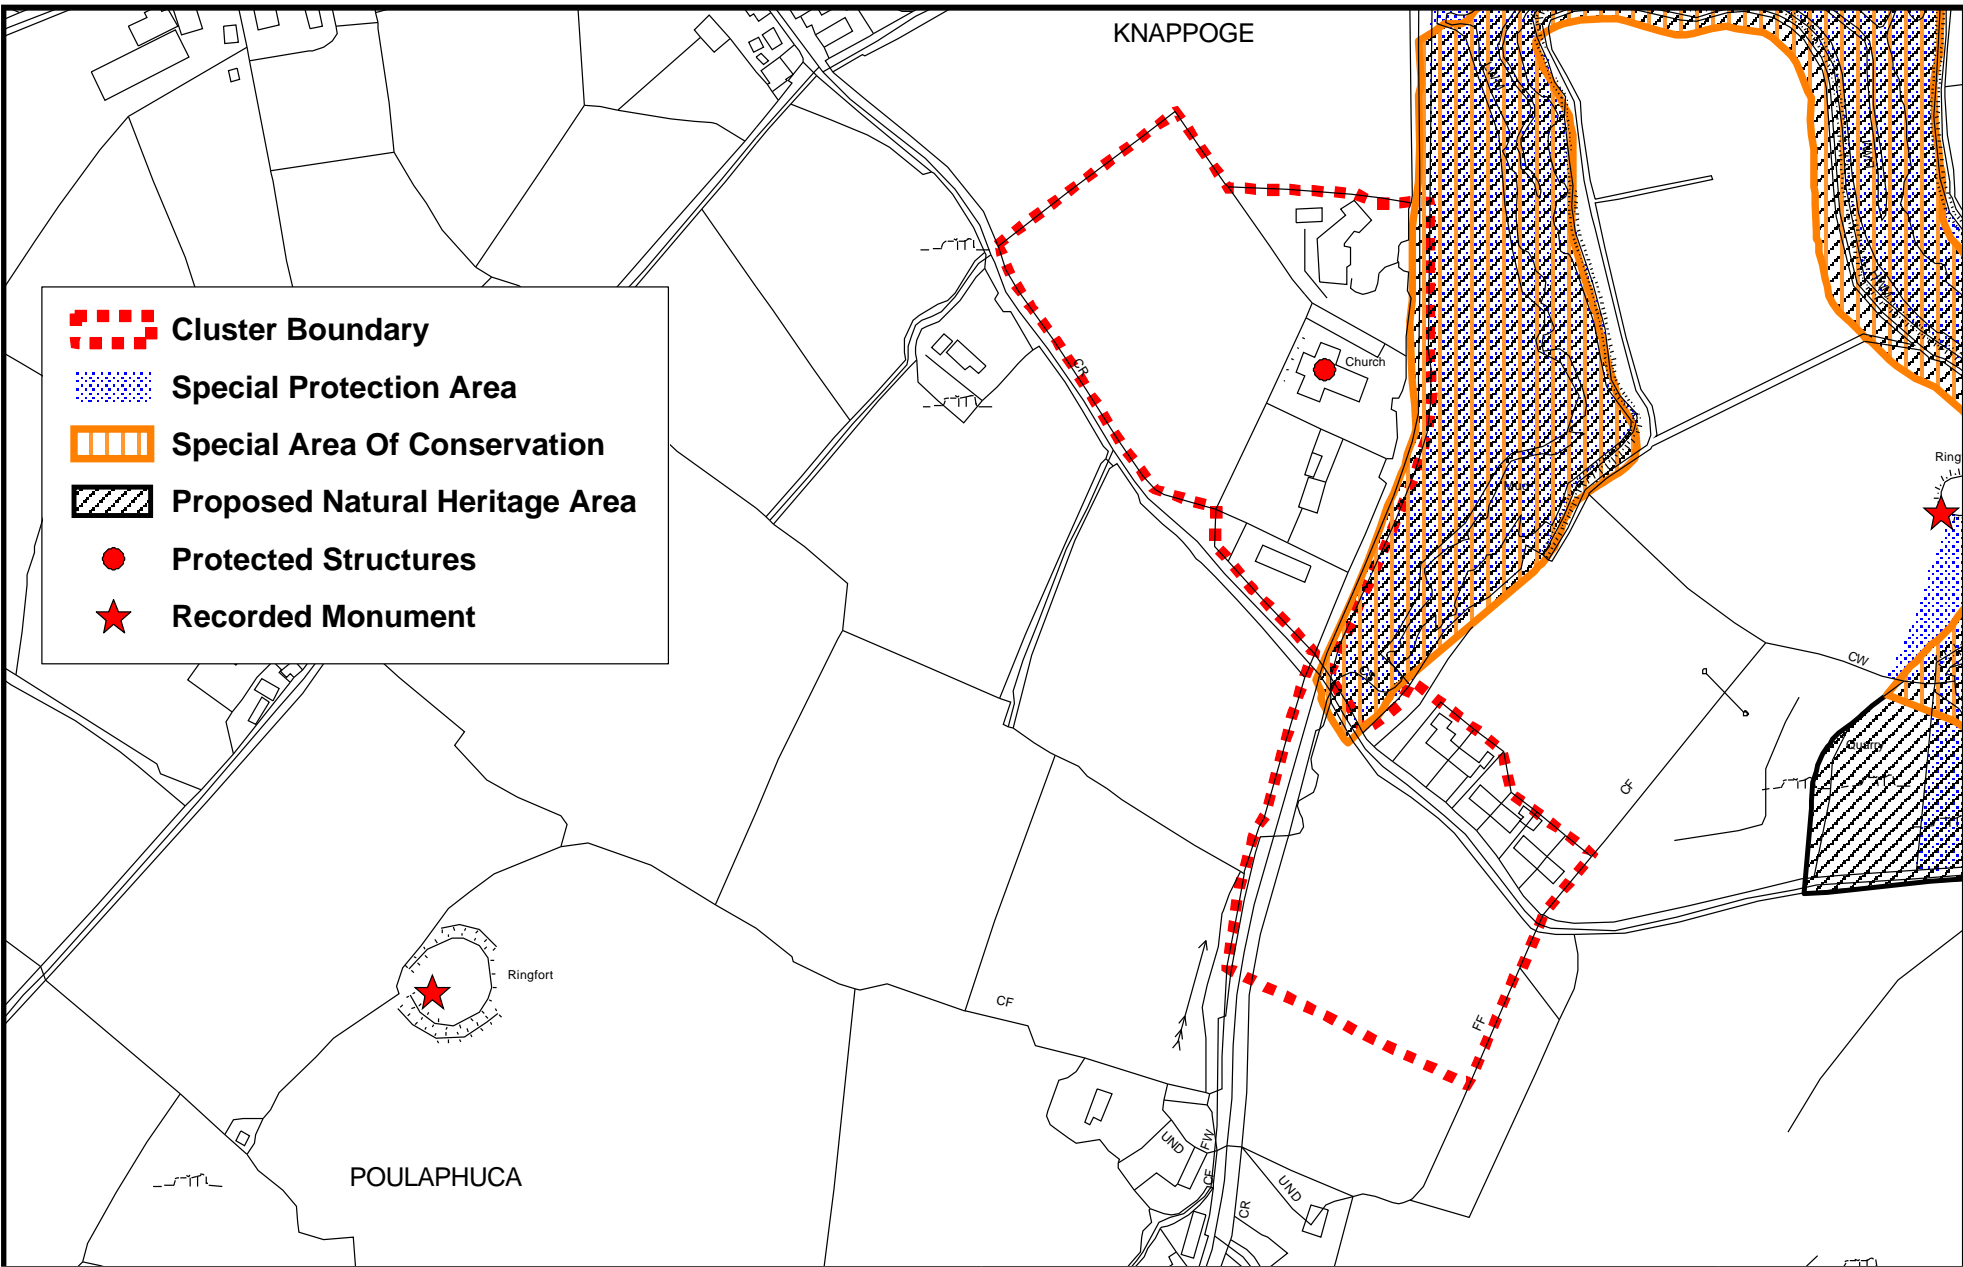 KNAPPOGE
Cluster Boundary
Special Protection Area
Special Area Of Conservation
Proposed Natural Heritage Area
Protected Structures
Recorded Monument
CR
Church
Ring
CW
CF
Quarry
Ringfort
CF
FF
UND
FW
CF
UND
CR
POULAPHUCA